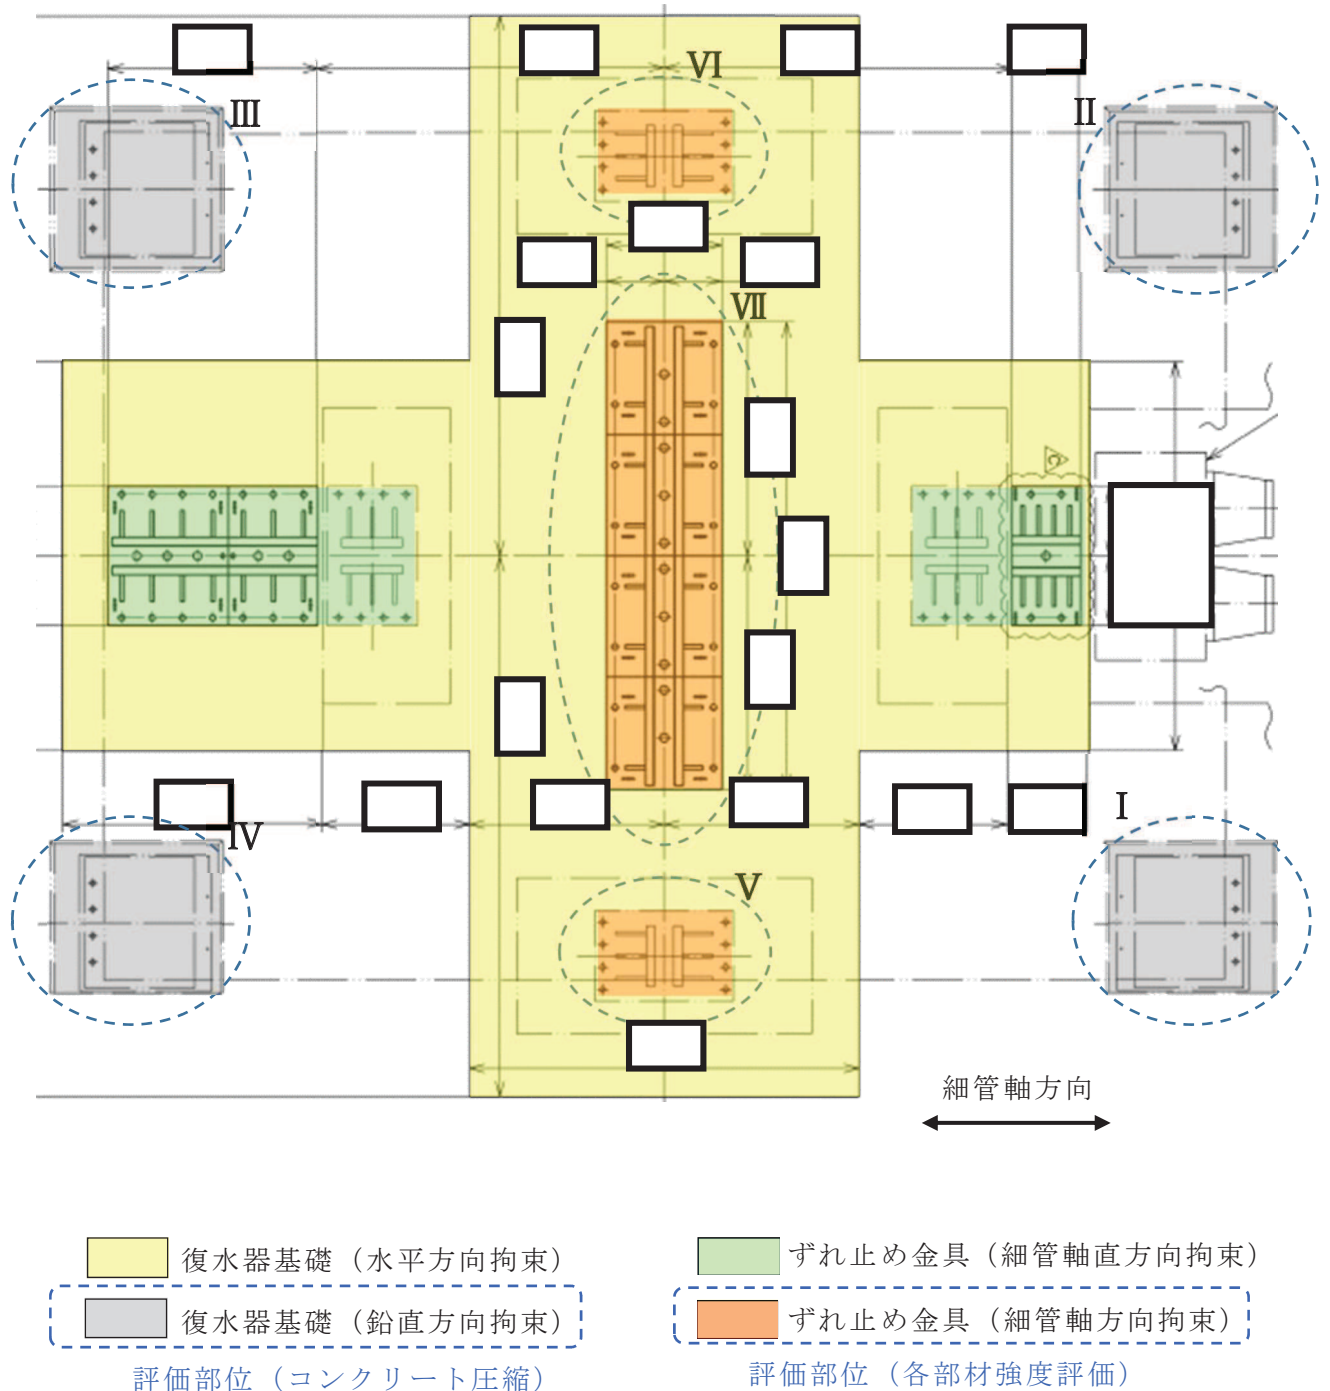 VI
III
II
VII
C
IV
I
V
細管軸方向
復水器基礎（水平方向拘束）
ずれ止め金具（細管軸直方向拘束）
復水器基礎（鉛直方向拘束）
ずれ止め金具（細管軸方向拘束）
評価部位（コンクリート圧縮）
評価部位（各部材強度評価）